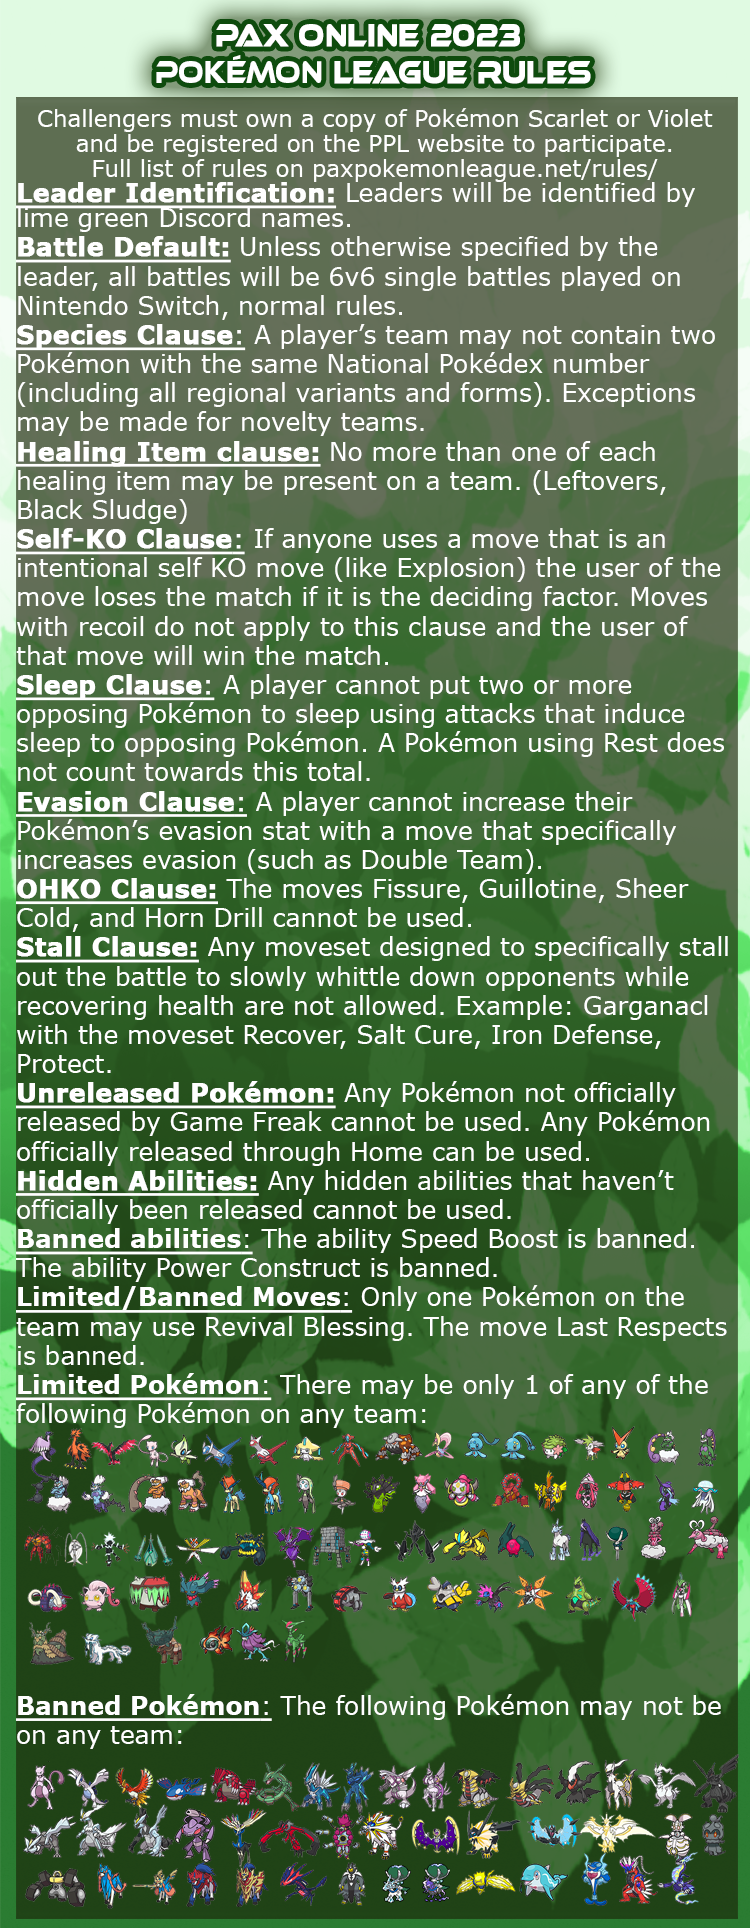 PAX ONLINE 2023
POKÉMON LEAGUE RULES
Challengers must own a copy of Pokémon Scarlet or Violet
and be registered on the PPL website to participate.
Full list of rules on paxpokemonleague.net/rules/
Leader Identification: Leaders will be identified by
lime green Discord names.
Battle Default: Unless otherwise specified by the
leader, all battles will be 6v6 single battles played on
Nintendo Switch, normal rules.
Species Clause: A player’s team may not contain two
Pokémon with the same National Pokédex number
(including all regional variants and forms). Exceptions
may be made for novelty teams.
Healing Item clause: No more than one of each
healing item may be present on a team. (Leftovers,
Black Sludge)
Self-KO Clause: If anyone uses a move that is an
intentional self KO move (like Explosion) the user of the
move loses the match if it is the deciding factor. Moves
with recoil do not apply to this clause and the user of
that move will win the match.
Sleep Clause: A player cannot put two or more
opposing Pokémon to sleep using attacks that induce
sleep to opposing Pokémon. A Pokémon using Rest does
not count towards this total.
Evasion Clause: A player cannot increase their
Pokémon’s evasion stat with a move that specifically
increases evasion (such as Double Team).
OHKO Clause: The moves Fissure, Guillotine, Sheer
Cold, and Horn Drill cannot be used.
Stall Clause: Any moveset designed to specifically stall
out the battle to slowly whittle down opponents while
recovering health are not allowed. Example: Garganacl
with the moveset Recover, Salt Cure, Iron Defense,
Protect.
Unreleased Pokémon: Any Pokémon not officially
released by Game Freak cannot be used. Any Pokémon
officially released through Home can be used.
Hidden Abilities: Any hidden abilities that haven’t
officially been released cannot be used.
Banned abilities: The ability Speed Boost is banned.
The ability Power Construct is banned.
Limited/Banned Moves: Only one Pokémon on the
team may use Revival Blessing. The move Last Respects
is banned.
Limited Pokémon: There may be only 1 of any of the
following Pokémon on any team:
Banned Pokémon: The following Pokémon may not be
on any team: